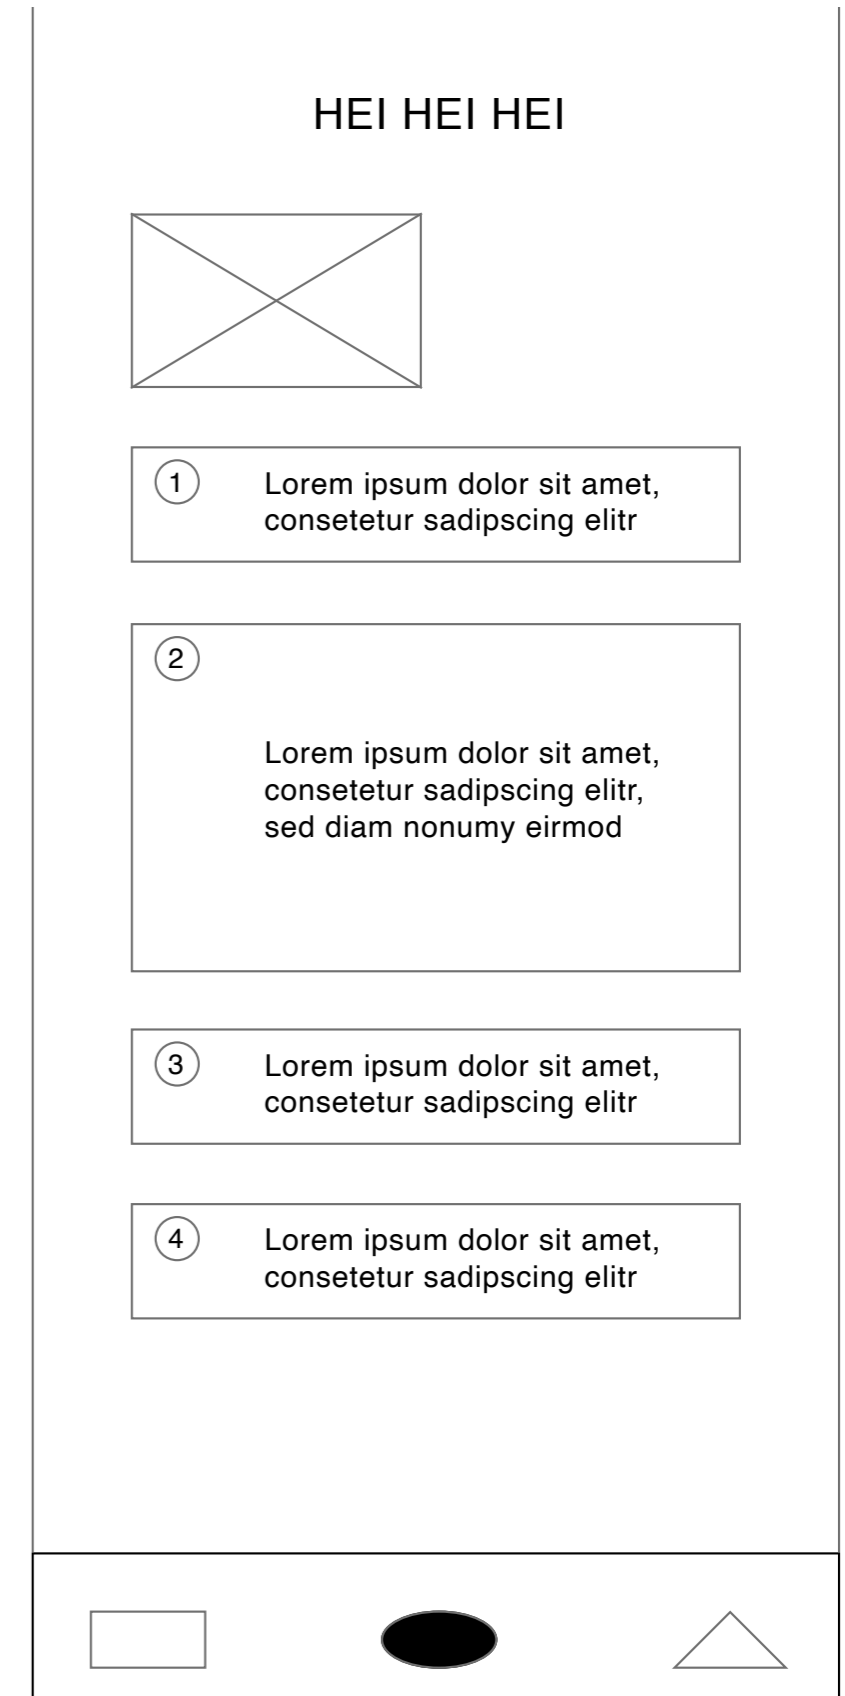 HEI HEI HEI
1
Lorem ipsum dolor sit amet,
consetetur sadipscing elitr
2
Lorem ipsum dolor sit amet,
consetetur sadipscing elitr,
sed diam nonumy eirmod
3
Lorem ipsum dolor sit amet,
consetetur sadipscing elitr
4
Lorem ipsum dolor sit amet,
consetetur sadipscing elitr